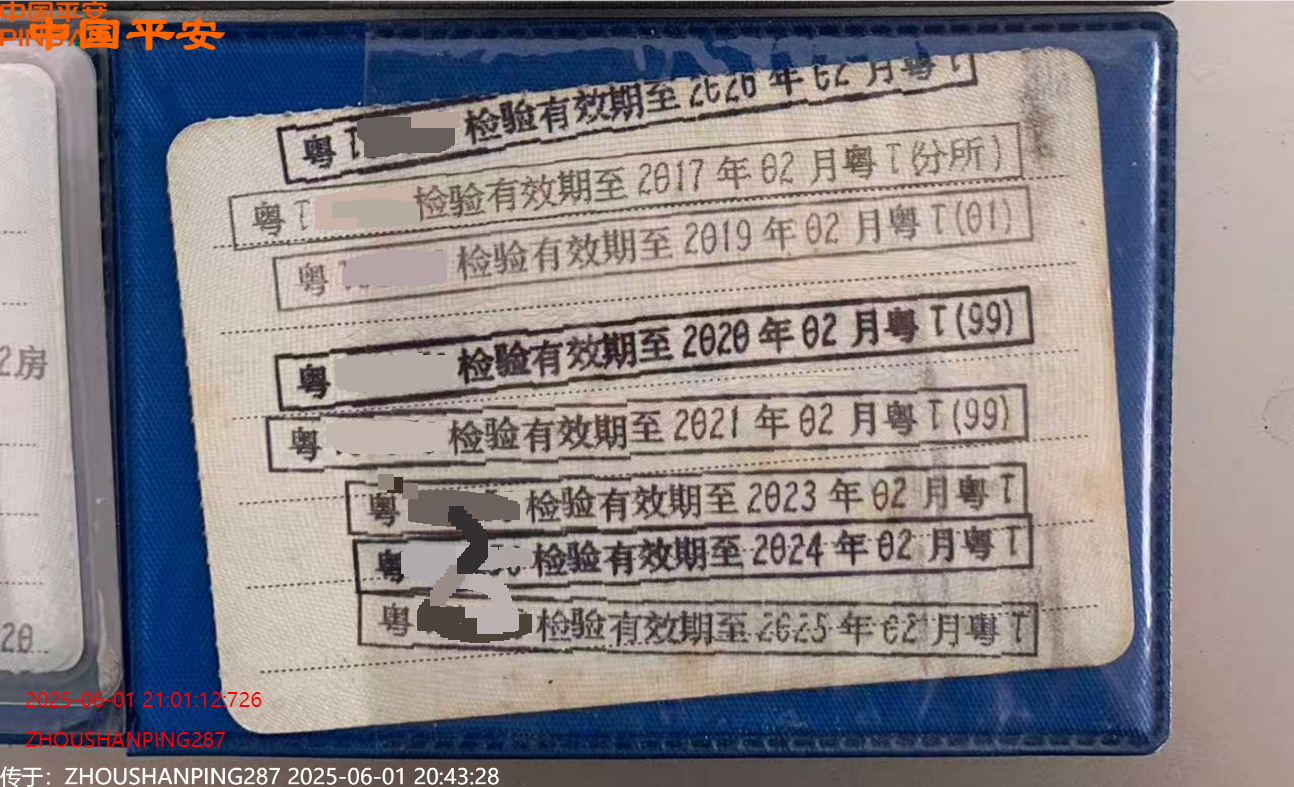 中国平安
中国平安
粤T 检验有效期至2026年02月粤T
粤T 检验有效期至2017年02月粤T(分所)
粤 检验有效期至2019年02月粤T(01)
粤 检验有效期至2020年02月粤T(99)
2房
粤 检验有效期至2021年02月粤T(99)
粤 检验有效期至2023年02月粤T
粤 检验有效期至2024年02月粤T
粤 检验有效期至2025年02月粤T
20
2025-06-01 21:01:12:726
ZHOUSHANPING287
传于：ZHOUSHANPING287 2025-06-01 20:43:28